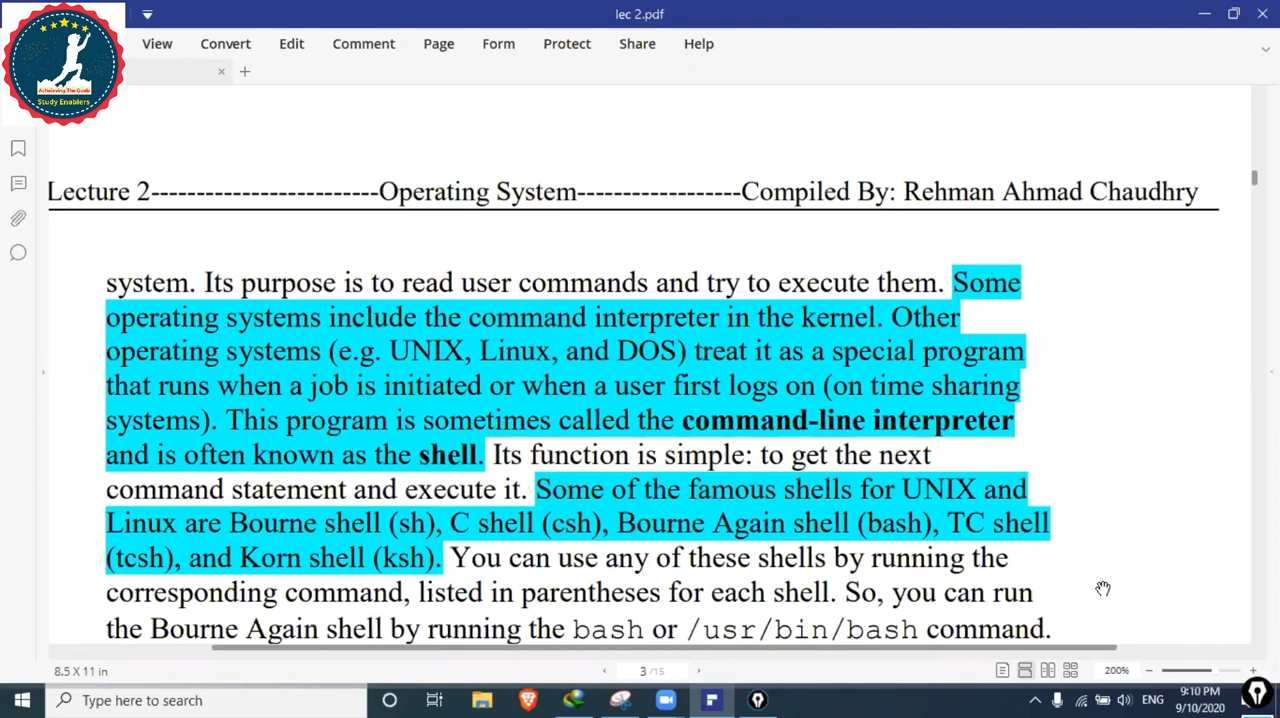 lec 2.pdf
View Convert Edit Comment Page Form Protect Share Help
Acheinving The Goals
Study Enablers
Lecture 2-------------------------Operating System------------------Compiled By: Rehman Ahmad Chaudhry
system. Its purpose is to read user commands and try to execute them. Some
operating systems include the command interpreter in the kernel. Other
operating systems (e.g. UNIX, Linux, and DOS) treat it as a special program
that runs when a job is initiated or when a user first logs on (on time sharing
systems). This program is sometimes called the command-line interpreter
and is often known as the shell. Its function is simple: to get the next
command statement and execute it. Some of the famous shells for UNIX and
Linux are Bourne shell (sh), C shell (csh), Bourne Again shell (bash), TC shell
(tcsh), and Korn shell (ksh). You can use any of these shells by running the
corresponding command, listed in parentheses for each shell. So, you can run
the Bourne Again shell by running the bash or /usr/bin/bash command.
8.5 X 11 in 3 /15 200%
Type here to search ENG 9:10 PM
9/10/2020